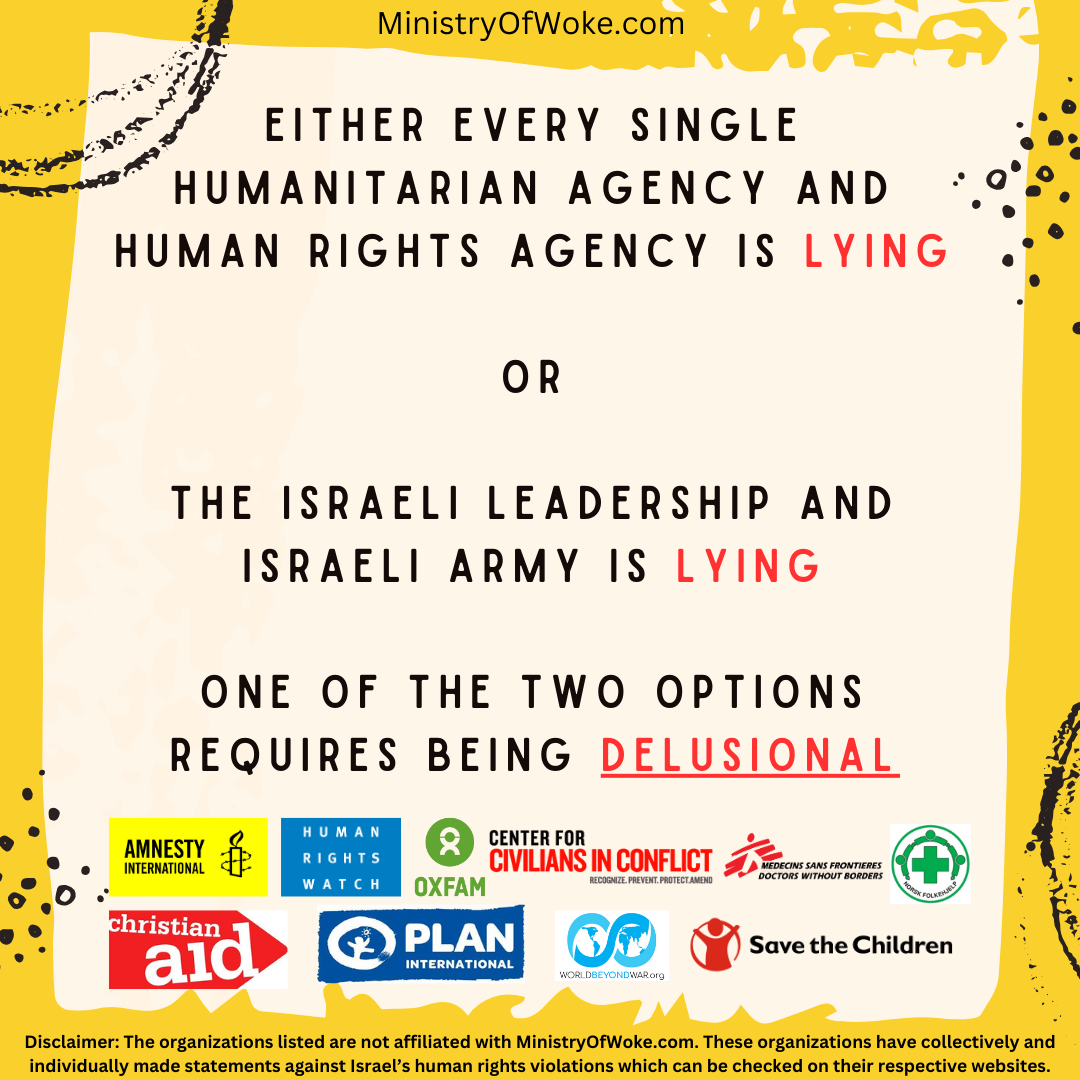 MinistryOfWoke.com
EITHER EVERY SINGLE
HUMANITARIAN AGENCY AND
HUMAN RIGHTS AGENCY IS LYING
OR
THE ISRAELI LEADERSHIP AND
ISRAELI ARMY IS LYING
ONE OF THE TWO OPTIONS
REQUIRES BEING DELUSIONAL
AMNESTY
INTERNATIONAL
HUMAN
RIGHTS
WATCH
OXFAM
CENTER FOR
CIVILIANS IN CONFLICT
RECOGNIZE. PREVENT. PROTECT. AMEND
MEDECINS SANS FRONTIERES
DOCTORS WITHOUT BORDERS
NORSK FOLKEHJELP
christian
aid
PLAN
INTERNATIONAL
WORLDBEYONDWAR.org
Save the Children
Disclaimer: The organizations listed are not affiliated with MinistryOfWoke.com. These organizations have collectively and
individually made statements against Israel's human rights violations which can be checked on their respective websites.